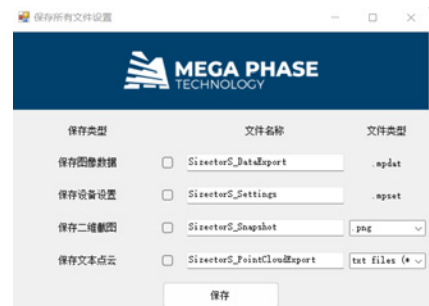 保存所有文件设置
MEGA PHASE
TECHNOLOGY
保存类型 文件名称 文件类型
保存图像数据 SizectorS_DataExport .mpdat
保存设备设置 SizectorS_Settings .mpset
保存二维截图 SizectorS_Snapshot .png
保存文本点云 SizectorS_PointCloudExport txt files (*
保存